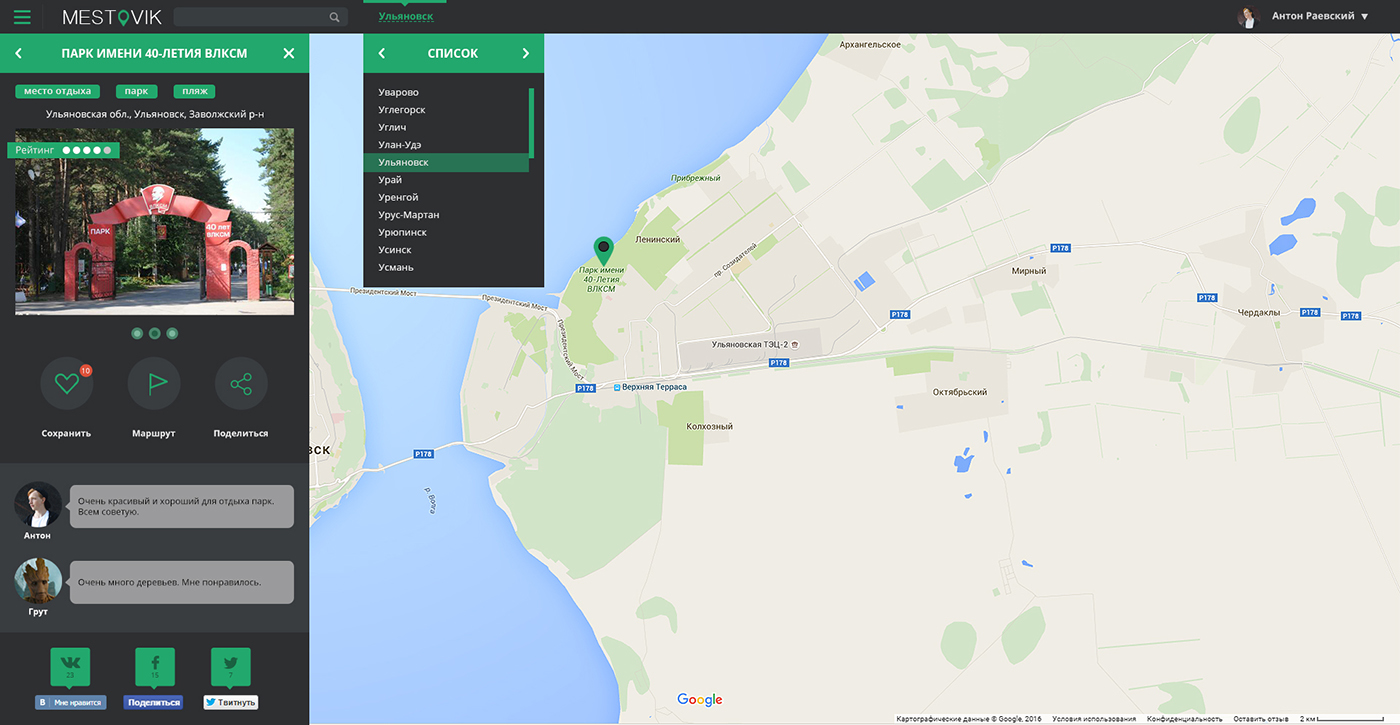 MESTOVIK
Ульяновск
Антон Раевский
ПАРК ИМЕНИ 40-ЛЕТИЯ ВЛКСМ
место отдыха
парк
пляж
Ульяновская обл., Ульяновск, Заволжский р-н
Рейтинг
ПАРК
40 лет
ВЛКСМ
10
Сохранить
Маршрут
Поделиться
Очень красивый и хороший для отдыха парк.
Всем советую.
Антон
Очень много деревьев. Мне понравилось.
Грут
23
15
7
В Мне нравится
Поделиться
Твитнуть
СПИСОК
Уварово
Углегорск
Углич
Улан-Удэ
Ульяновск
Урай
Уренгой
Урус-Мартан
Урюпинск
Усинск
Усмань
Архангельское
Прибрежный
Ленинский
пр. Созидателей
Парк имени
40-Летия
ВЛКСМ
Президентский Мост
Президентский Мост
Президентский Мост
Р178
Мирный
Р178
Р178
Чердаклы
Р178
Р178
Ульяновская ТЭЦ-2
Р178
Р178
Верхняя Терраса
Октябрьский
Колхозный
вск
Р178
р. Волга
Google
Картографические данные © Google, 2016
Условия использования
Конфиденциальность
Оставить отзыв
2 км